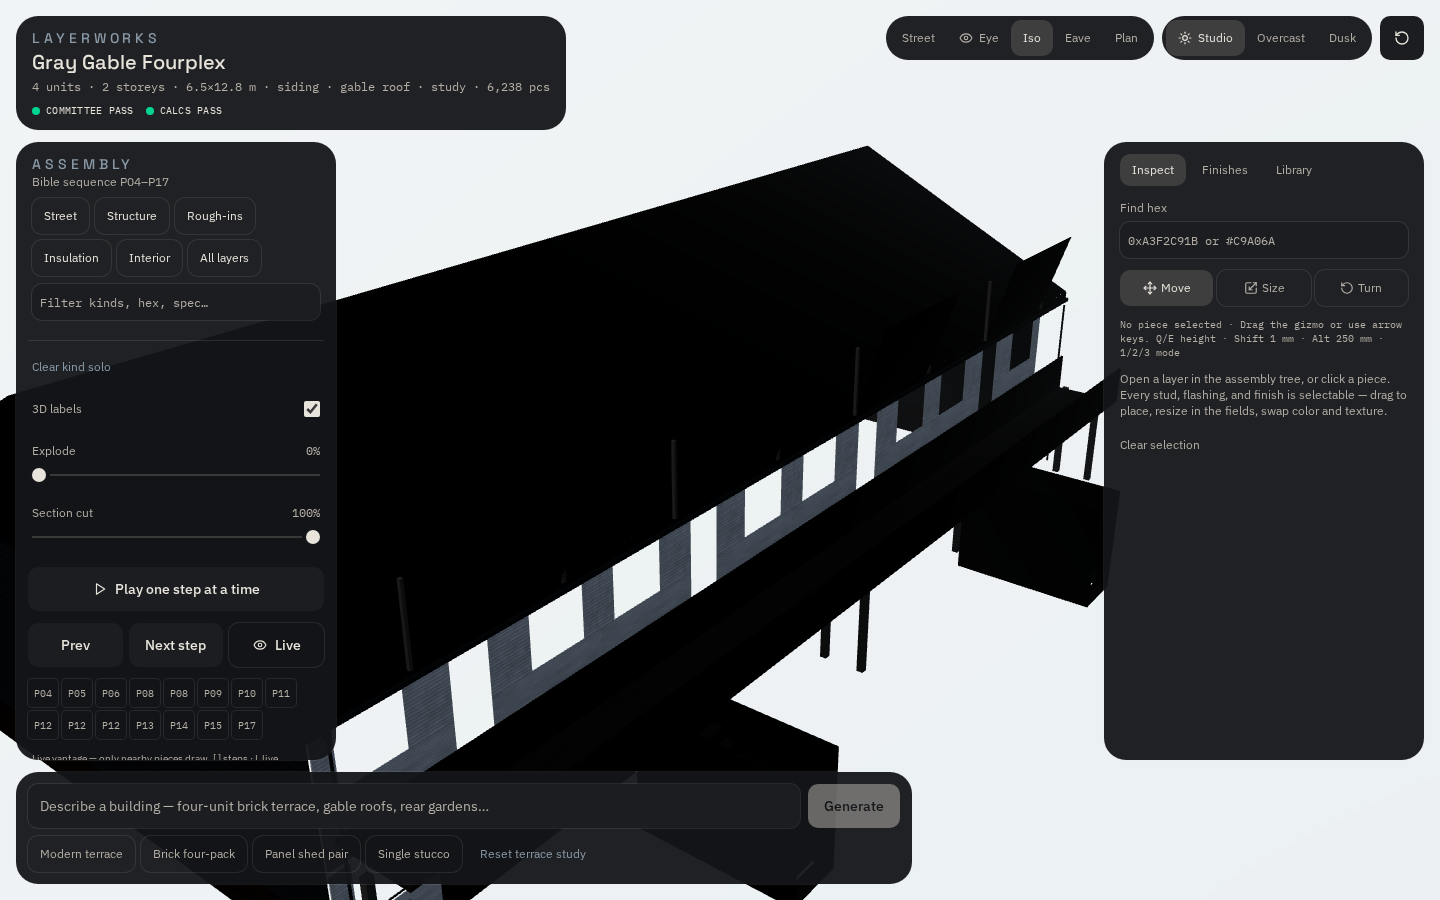 LAYERWORKS
Gray Gable Fourplex
4 units · 2 storeys · 6.5×12.8 m · siding · gable roof · study · 6,238 pcs
COMMITTEE PASS CALCS PASS
Street Eye Iso Eave Plan
Studio Overcast Dusk
ASSEMBLY
Bible sequence P04–P17
Street Structure Rough-ins
Insulation Interior All layers
Filter kinds, hex, spec…
Clear kind solo
3D labels
Explode 0%
Section cut 100%
Play one step at a time
Prev Next step Live
P04 P05 P06 P08 P08 P09 P10 P11
P12 P12 P12 P13 P14 P15 P17
Live vantage — only nearby pieces draw. [ ] steps · L live
Inspect Finishes Library
Find hex
0xA3F2C91B or #C9A06A
Move Size Turn
No piece selected · Drag the gizmo or use arrow
keys. Q/E height · Shift 1 mm · Alt 250 mm ·
1/2/3 mode
Open a layer in the assembly tree, or click a piece.
Every stud, flashing, and finish is selectable — drag to
place, resize in the fields, swap color and texture.
Clear selection
Describe a building — four-unit brick terrace, gable roofs, rear gardens…
Generate
Modern terrace Brick four-pack Panel shed pair Single stucco Reset terrace study